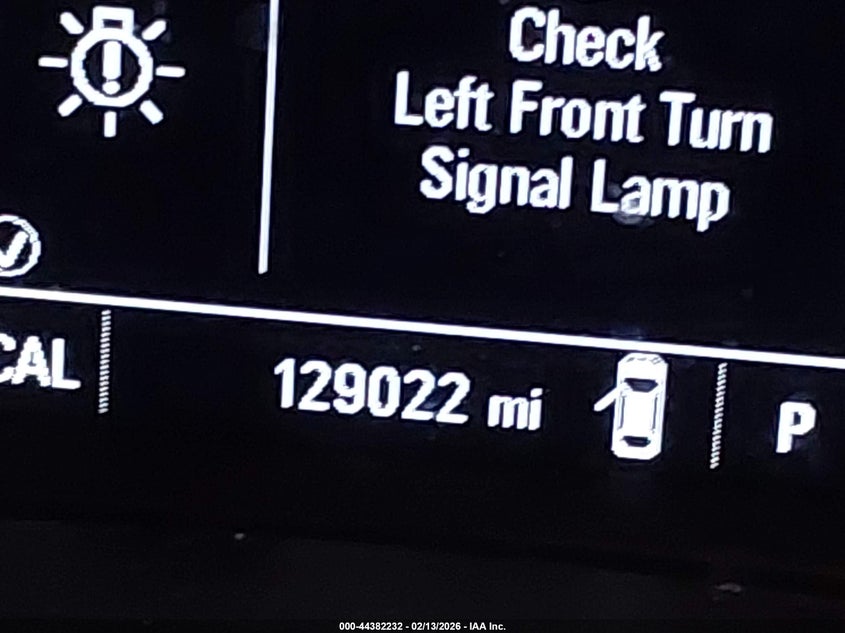 Check
Left Front Turn
Signal Lamp
CAL
129022 mi
P
000-44382232 - 02/13/2026 - IAA Inc.